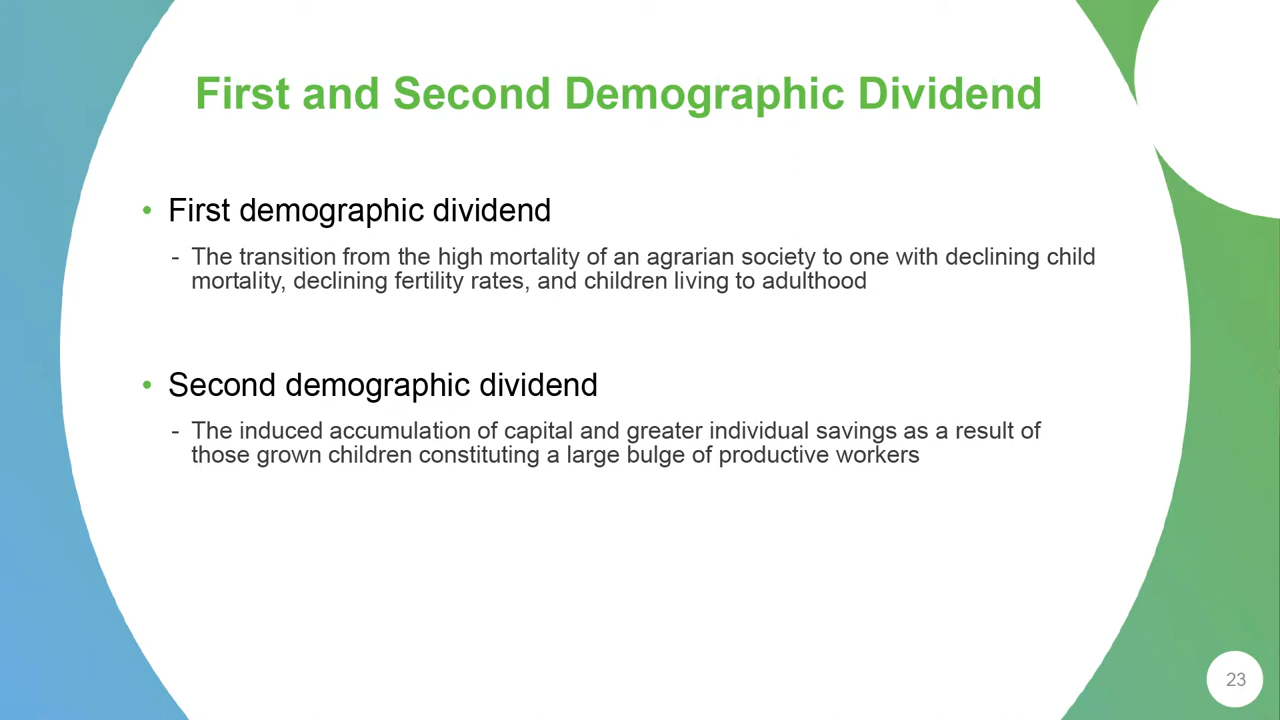 First and Second Demographic Dividend
• First demographic dividend
- The transition from the high mortality of an agrarian society to one with declining child
mortality, declining fertility rates, and children living to adulthood
• Second demographic dividend
- The induced accumulation of capital and greater individual savings as a result of
those grown children constituting a large bulge of productive workers
23